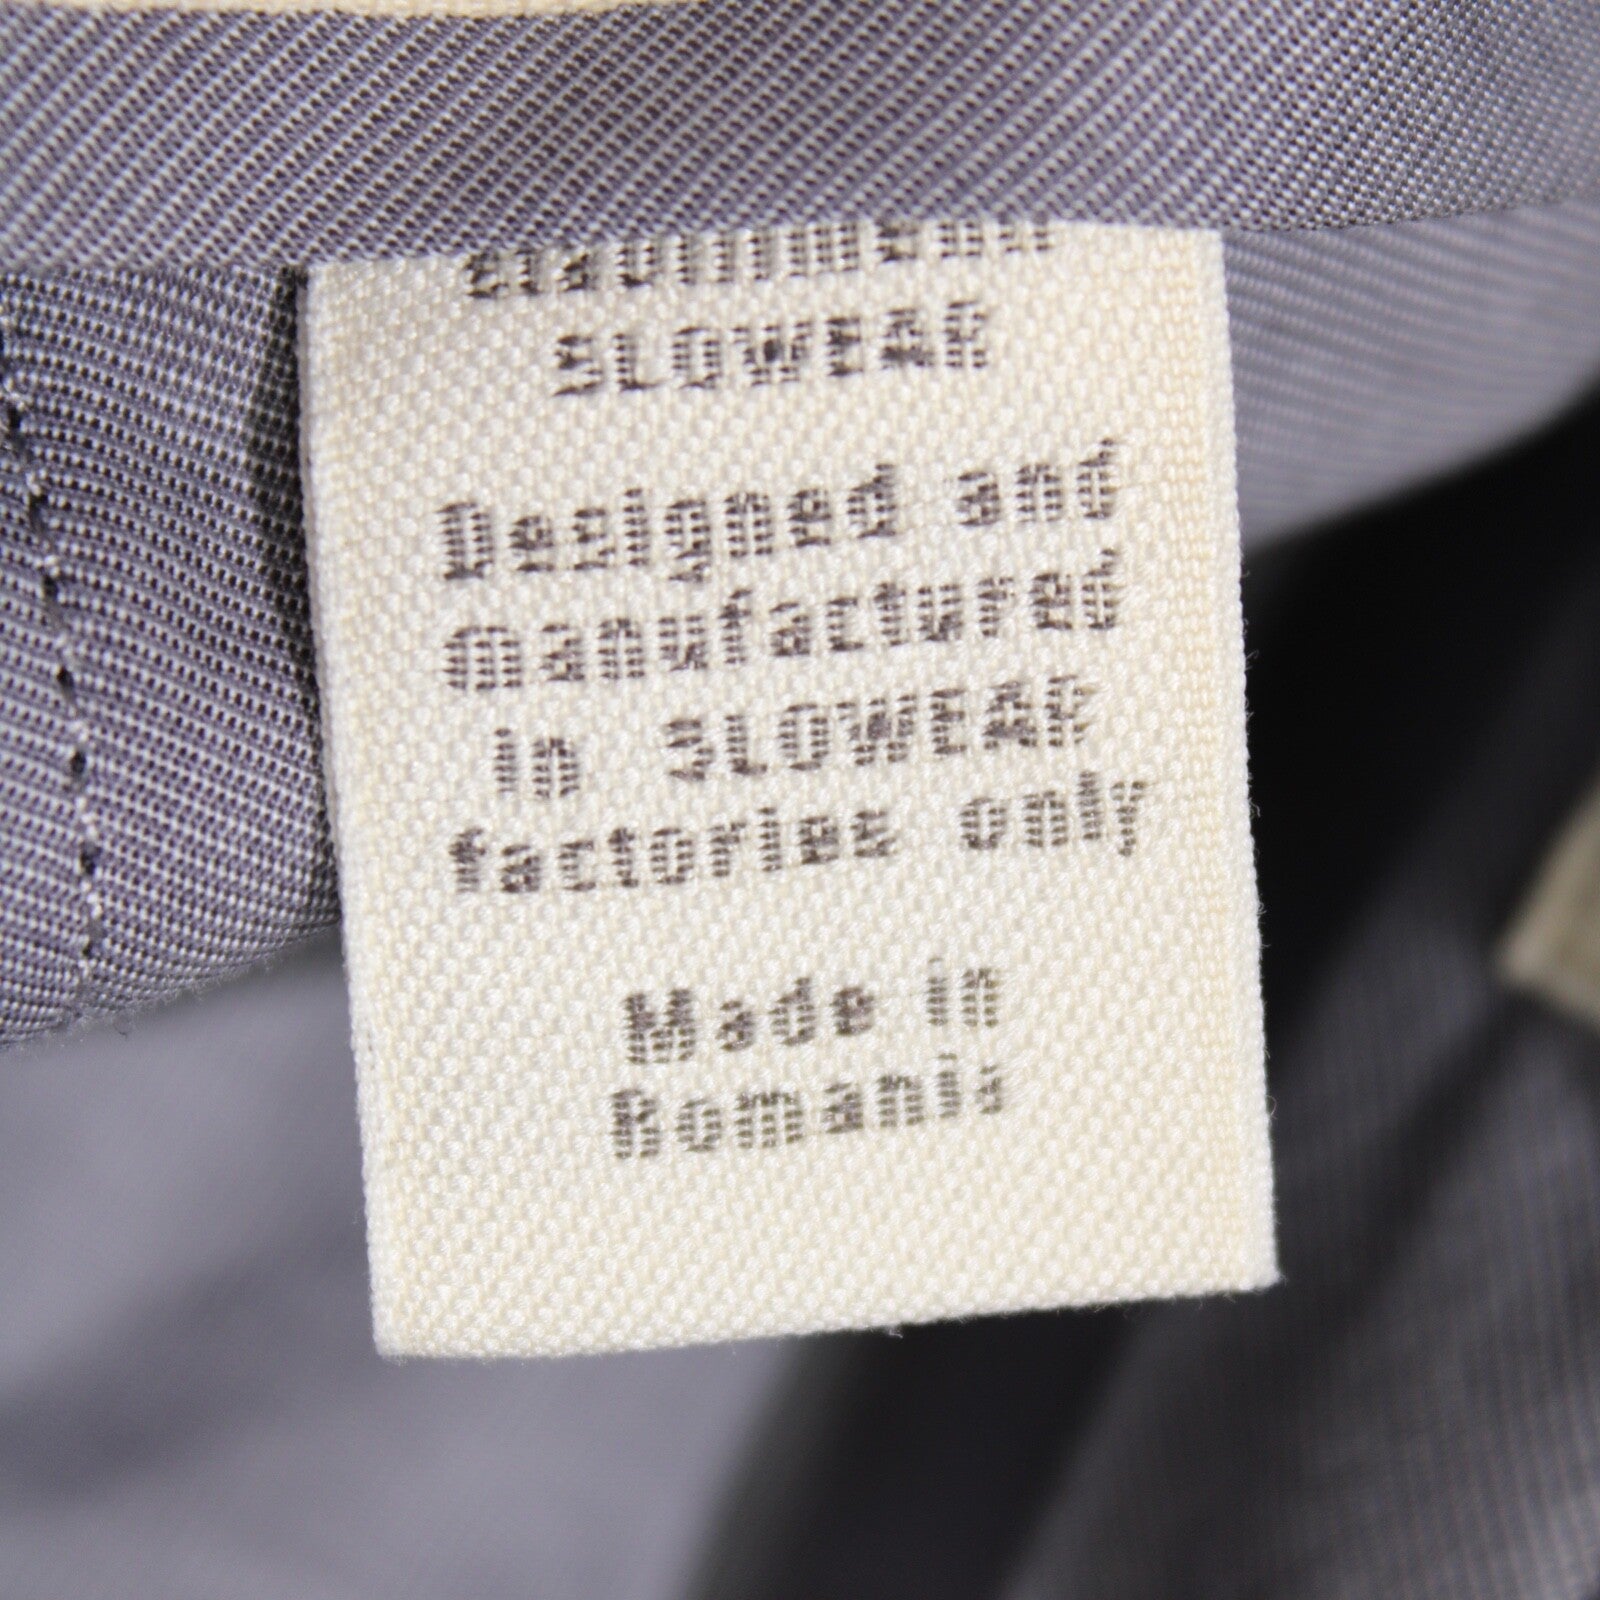 SLOWEAR
Designed and
manufactured
in SLOWEAR
factories only
Made in
Romania